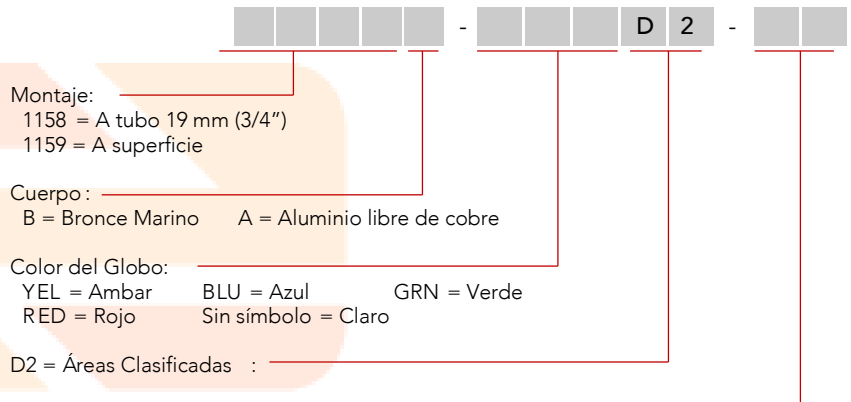 - D 2 -
Montaje:
1158 = A tubo 19 mm (3/4”)
1159 = A superficie
Cuerpo :
B = Bronce Marino A = Aluminio libre de cobre
Color del Globo:
YEL = Ambar BLU = Azul GRN = Verde
RED = Rojo Sin símbolo = Claro
D2 = Áreas Clasificadas :